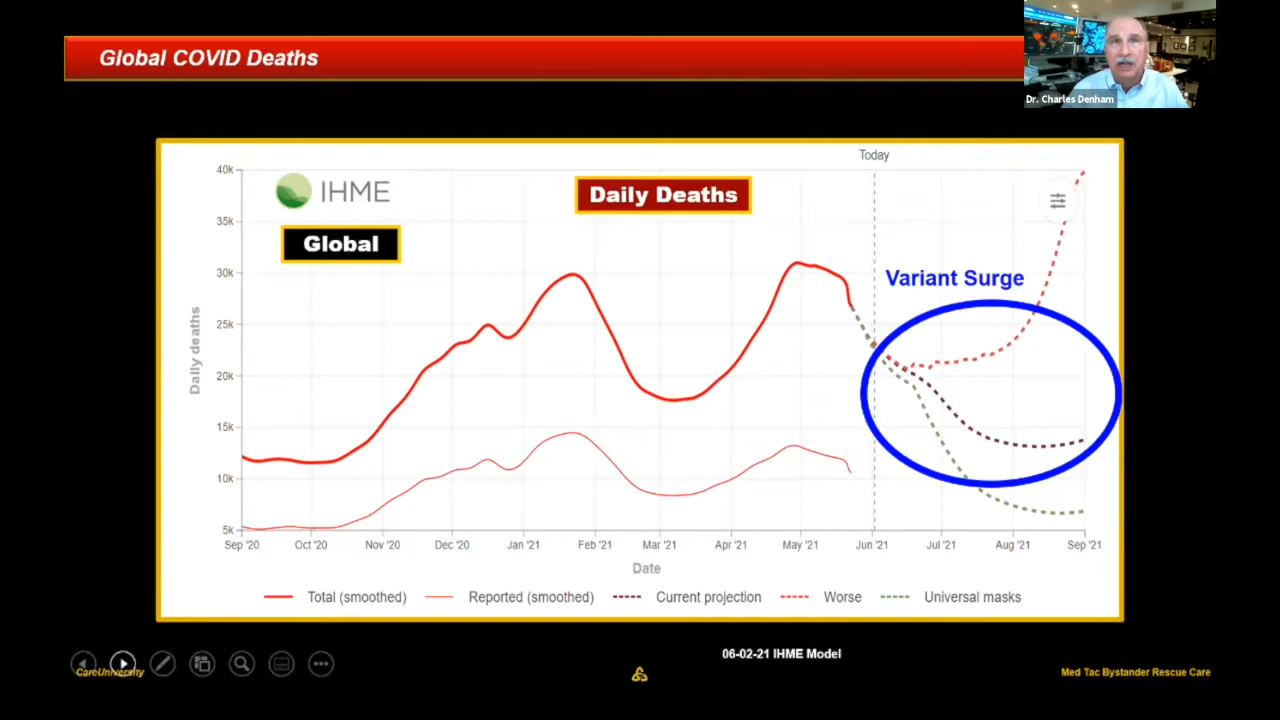 Global COVID Deaths
Dr. Charles Denham
Today
IHME
Daily Deaths
Global
Variant Surge
Daily deaths
40k
35k
30k
25k
20k
15k
10k
5k
Sep '20 Oct '20 Nov '20 Dec '20 Jan '21 Feb '21 Mar '21 Apr '21 May '21 Jun '21 Jul '21 Aug '21 Sep '21
Date
Total (smoothed) Reported (smoothed) Current projection Worse Universal masks
06-02-21 IHME Model
CareUniversity
Med Tac Bystander Rescue Care